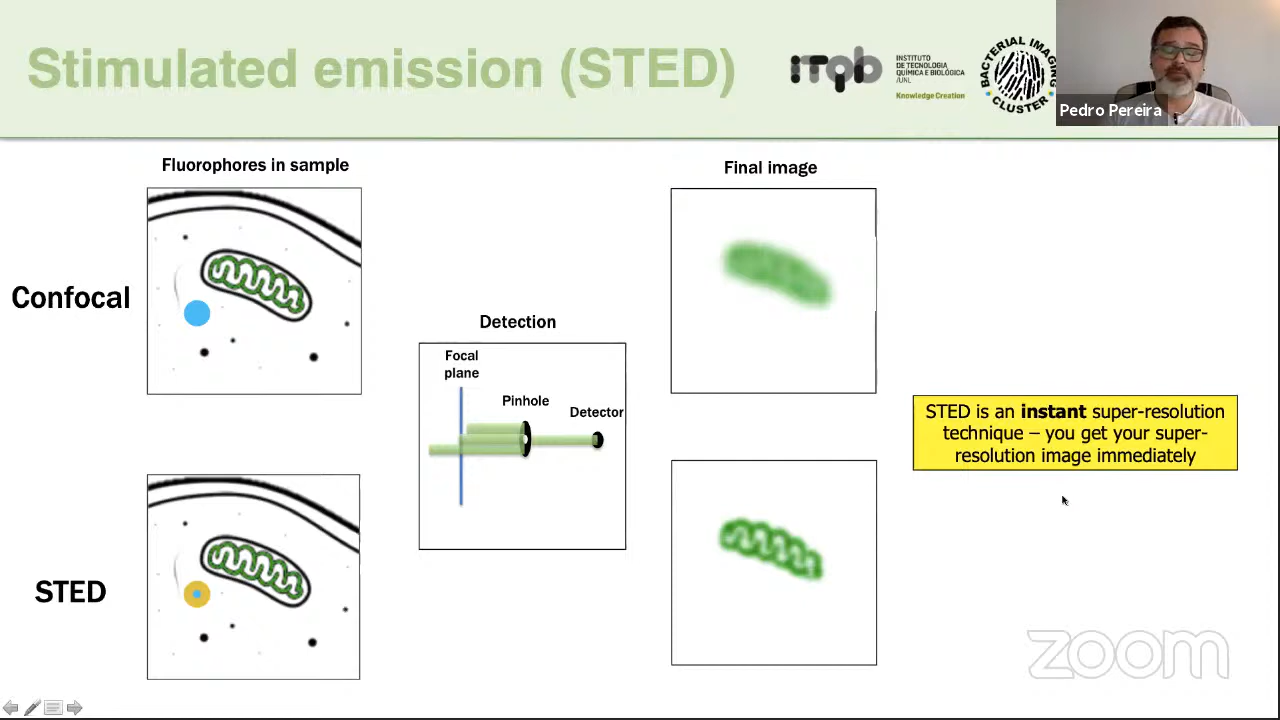 Stimulated emission (STED)
iTqb
INSTITUTO
DE TECNOLOGIA
QUÍMICA E BIOLÓGICA
/UNL
Knowledge Creation
BACTERIAL IMAGING
CLUSTER
Pedro Pereira
Fluorophores in sample
Final image
Confocal
Detection
Focal
plane
Pinhole
Detector
STED is an instant super-resolution
technique – you get your super-
resolution image immediately
STED
zoom